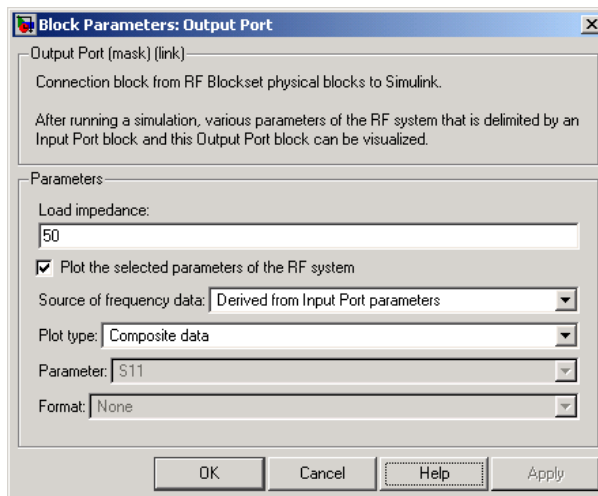 Block Parameters: Output Port
Output Port (mask) (link)
Connection block from RF Blockset physical blocks to Simulink.
After running a simulation, various parameters of the RF system that is delimited by an
Input Port block and this Output Port block can be visualized.
Parameters
Load impedance:
50
Plot the selected parameters of the RF system
Source of frequency data: Derived from Input Port parameters
Plot type: Composite data
Parameter: S11
Format: None
OK Cancel Help Apply